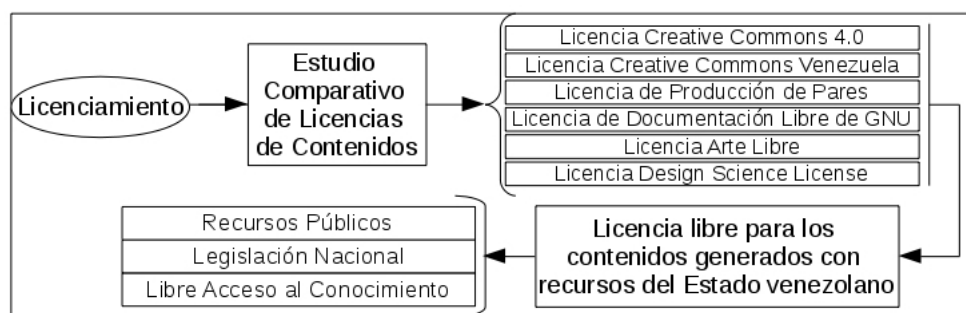 Licenciamiento
Estudio
Comparativo
de Licencias
de Contenidos
Licencia Creative Commons 4.0
Licencia Creative Commons Venezuela
Licencia de Producción de Pares
Licencia de Documentación Libre de GNU
Licencia Arte Libre
Licencia Design Science License
Licencia libre para los
contenidos generados con
recursos del Estado venezolano
Recursos Públicos
Legislación Nacional
Libre Acceso al Conocimiento